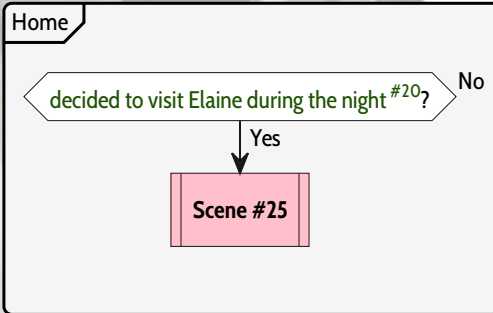 Home
decided to visit Elaine during the night #20?
No
Yes
Scene #25